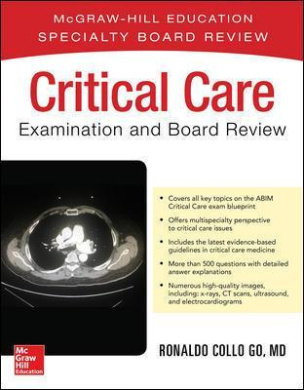 McGRAW-HILL EDUCATION
SPECIALTY BOARD REVIEW
Critical Care
Examination and Board Review
• Covers all key topics on the ABIM
Critical Care exam blueprint
• Offers multispecialty perspective
to critical care issues
• Includes the latest evidence-based
guidelines in critical care medicine
• More than 500 questions with detailed
answer explanations
• Numerous high-quality images,
including: x-rays, CT scans, ultrasound,
and electrocardiograms
Mc
Graw
Hill
Education
RONALDO COLLO GO, MD